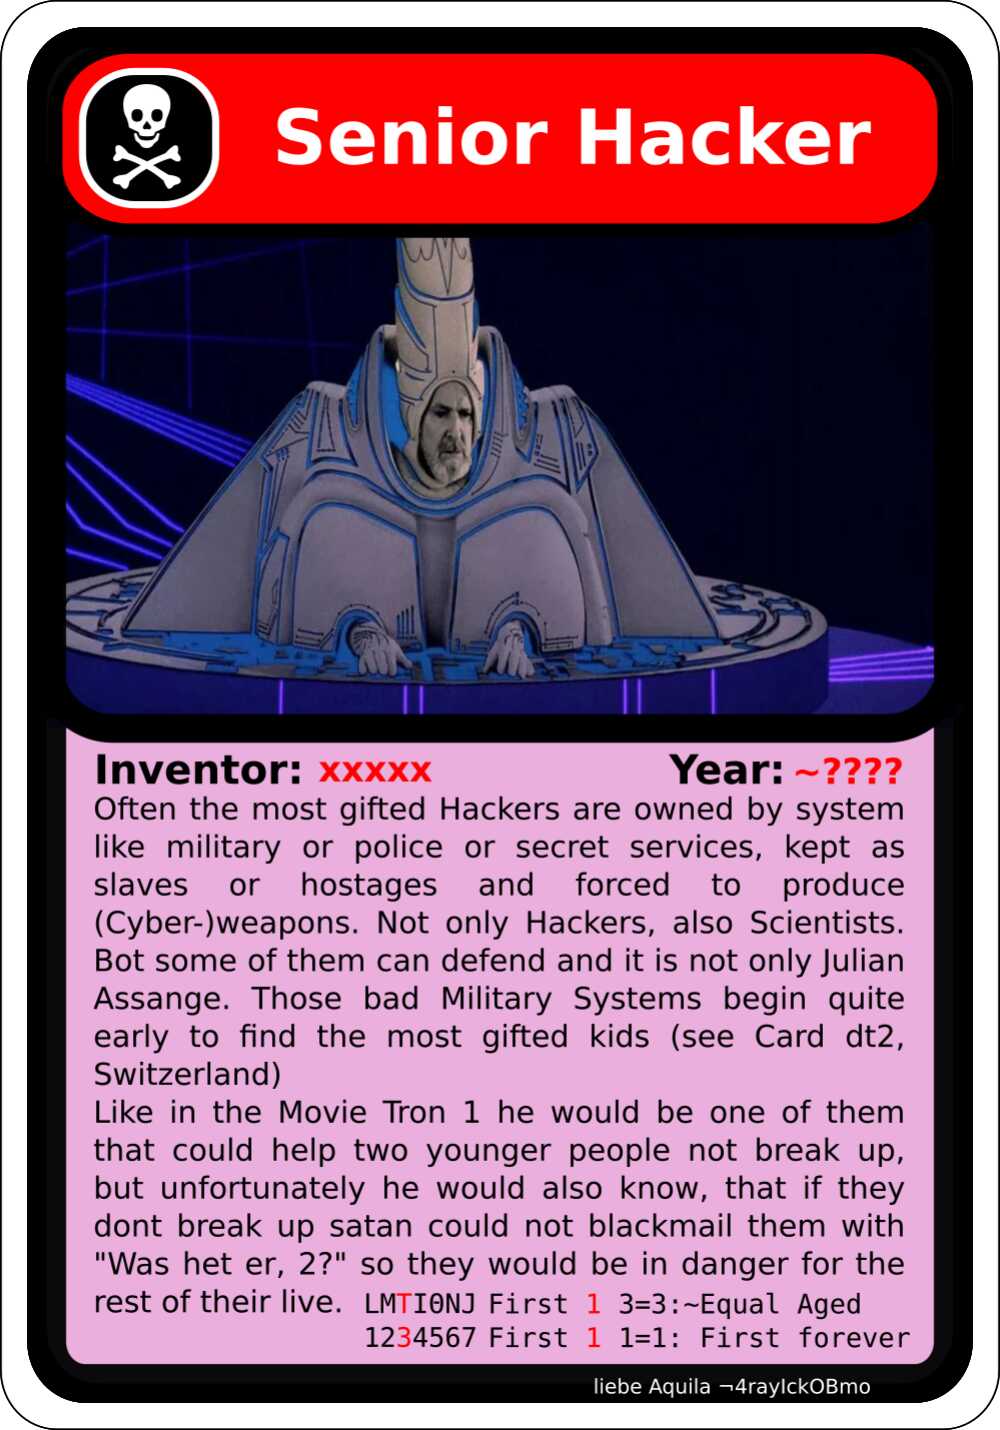 Senior Hacker
Inventor: xxxxx Year: ~????
Often the most gifted Hackers are owned by system
like military or police or secret services, kept as
slaves or hostages and forced to produce
(Cyber-)weapons. Not only Hackers, also Scientists.
Bot some of them can defend and it is not only Julian
Assange. Those bad Military Systems begin quite
early to find the most gifted kids (see Card dt2,
Switzerland)
Like in the Movie Tron 1 he would be one of them
that could help two younger people not break up,
but unfortunately he would also know, that if they
dont break up satan could not blackmail them with
"Was het er, 2?" so they would be in danger for the
rest of their live. LMTI0NJ First 1 3=3:~Equal Aged
1234567 First 1 1=1: First forever
liebe Aquila ¬4rayIckOBmo